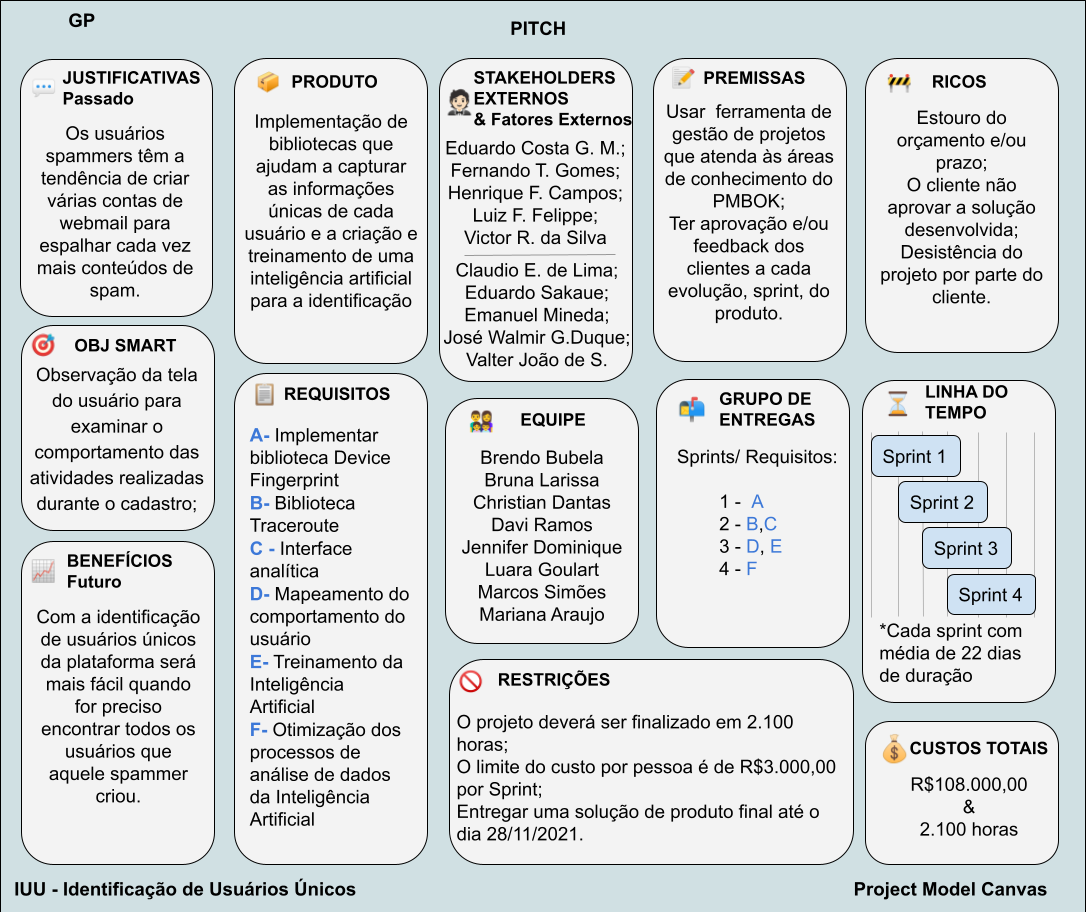 GP
PITCH
JUSTIFICATIVAS
Passado
Os usuários
spammers têm a
tendência de criar
várias contas de
webmail para
espalhar cada vez
mais conteúdos de
spam.
OBJ SMART
Observação da tela
do usuário para
examinar o
comportamento das
atividades realizadas
durante o cadastro;
BENEFÍCIOS
Futuro
Com a identificação
de usuários únicos
da plataforma será
mais fácil quando
for preciso
encontrar todos os
usuários que
aquele spammer
criou.
PRODUTO
Implementação de
bibliotecas que
ajudam a capturar
as informações
únicas de cada
usuário e a criação e
treinamento de uma
inteligência artificial
para a identificação
REQUISITOS
A- Implementar
biblioteca Device
Fingerprint
B- Biblioteca
Traceroute
C - Interface
analítica
D- Mapeamento do
comportamento do
usuário
E- Treinamento da
Inteligência
Artificial
F- Otimização dos
processos de
análise de dados
da Inteligência
Artificial
STAKEHOLDERS
EXTERNOS
& Fatores Externos
Eduardo Costa G. M.;
Fernando T. Gomes;
Henrique F. Campos;
Luiz F. Felippe;
Victor R. da Silva
Claudio E. de Lima;
Eduardo Sakaue;
Emanuel Mineda;
José Walmir G.Duque;
Valter João de S.
EQUIPE
Brendo Bubela
Bruna Larissa
Christian Dantas
Davi Ramos
Jennifer Dominique
Luara Goulart
Marcos Simões
Mariana Araujo
PREMISSAS
Usar ferramenta de
gestão de projetos
que atenda às áreas
de conhecimento do
PMBOK;
Ter aprovação e/ou
feedback dos
clientes a cada
evolução, sprint, do
produto.
GRUPO DE
ENTREGAS
Sprints/ Requisitos:
1 - A
2 - B,C
3 - D, E
4 - F
RICOS
Estouro do
orçamento e/ou
prazo;
O cliente não
aprovar a solução
desenvolvida;
Desistência do
projeto por parte do
cliente.
LINHA DO
TEMPO
Sprint 1
Sprint 2
Sprint 3
Sprint 4
*Cada sprint com
média de 22 dias
de duração
RESTRIÇÕES
O projeto deverá ser finalizado em 2.100
horas;
O limite do custo por pessoa é de R$3.000,00
por Sprint;
Entregar uma solução de produto final até o
dia 28/11/2021.
CUSTOS TOTAIS
R$108.000,00
&
2.100 horas
IUU - Identificação de Usuários Únicos
Project Model Canvas